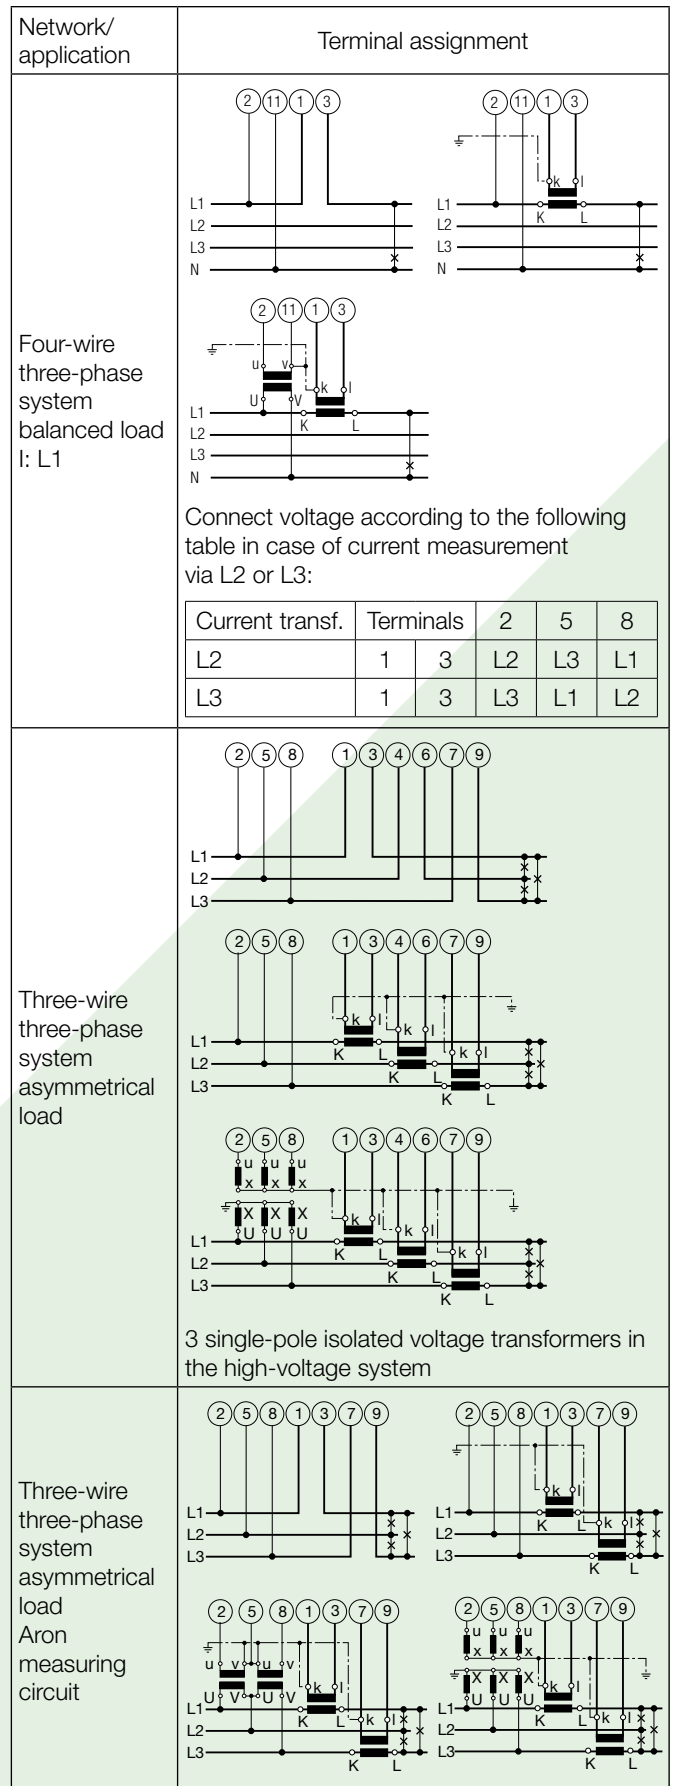 Network/
application
Terminal assignment
Four-wire
three-phase
system
balanced load
I: L1
2 11 1 3
L1
L2
L3
N
2 11 1 3
k l
L1
K L
L2
L3
N
2 11 1 3
u v
k l
U V
L1
K L
L2
L3
N
Connect voltage according to the following
table in case of current measurement
via L2 or L3:
Current transf. Terminals 2 5 8
L2 1 3 L2 L3 L1
L3 1 3 L3 L1 L2
Three-wire
three-phase
system
asymmetrical
load
2 5 8 1 3 4 6 7 9
L1
L2
L3
2 5 8 1 3 4 6 7 9
k l
k l
L1
K L
k l
L2
K L
L3
K L
2 5 8 1 3 4 6 7 9
u u u
x x x
X X X
k l
U U U
k l
L1
K L
k l
L2
K L
L3
K L
3 single-pole isolated voltage transformers in
the high-voltage system
Three-wire
three-phase
system
asymmetrical
load
Aron
measuring
circuit
2 5 8 1 3 7 9
L1
L2
L3
2 5 8 1 3 7 9
k l
L1
K L
k l
L2
L3
K L
2 5 8 1 3 7 9
u v u v
k l
U V U V
L1
K L
k l
L2
L3
K L
2 5 8 1 3 7 9
u u u
x x x
X X X
k l
U U U
L1
K L
k l
L2
L3
K L